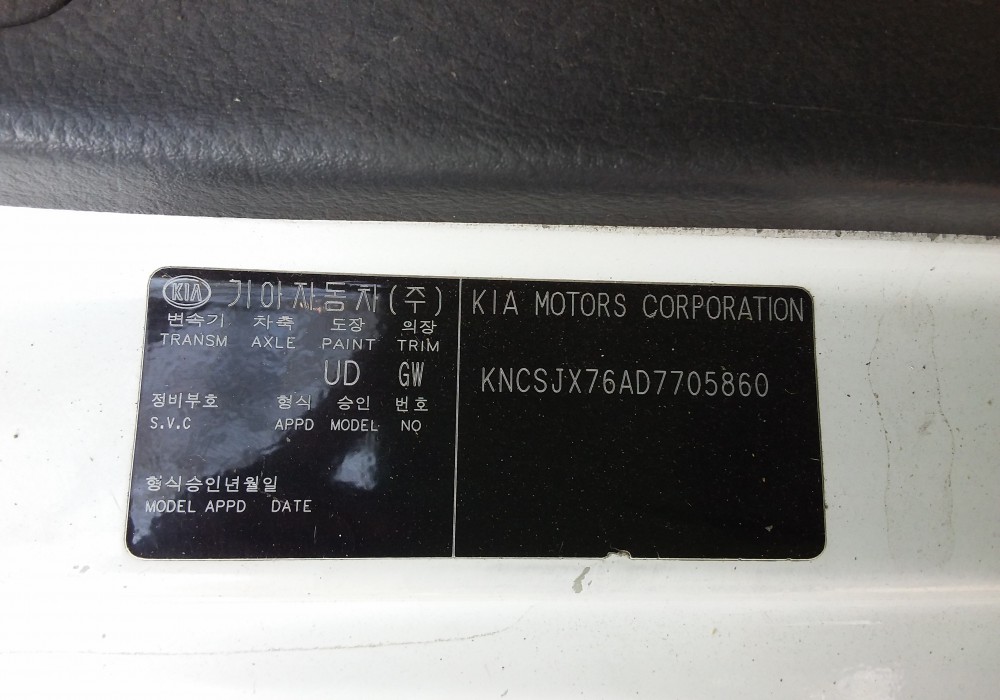 KIA 기아자동차(주)
변속기 차축 도장 의장
TRANSM AXLE PAINT TRIM
UD GW
정비부호 형식 승인 번호
S.V.C APPD MODEL NO
형식승인년월일
MODEL APPD DATE
KIA MOTORS CORPORATION
KNCSJX76AD7705860